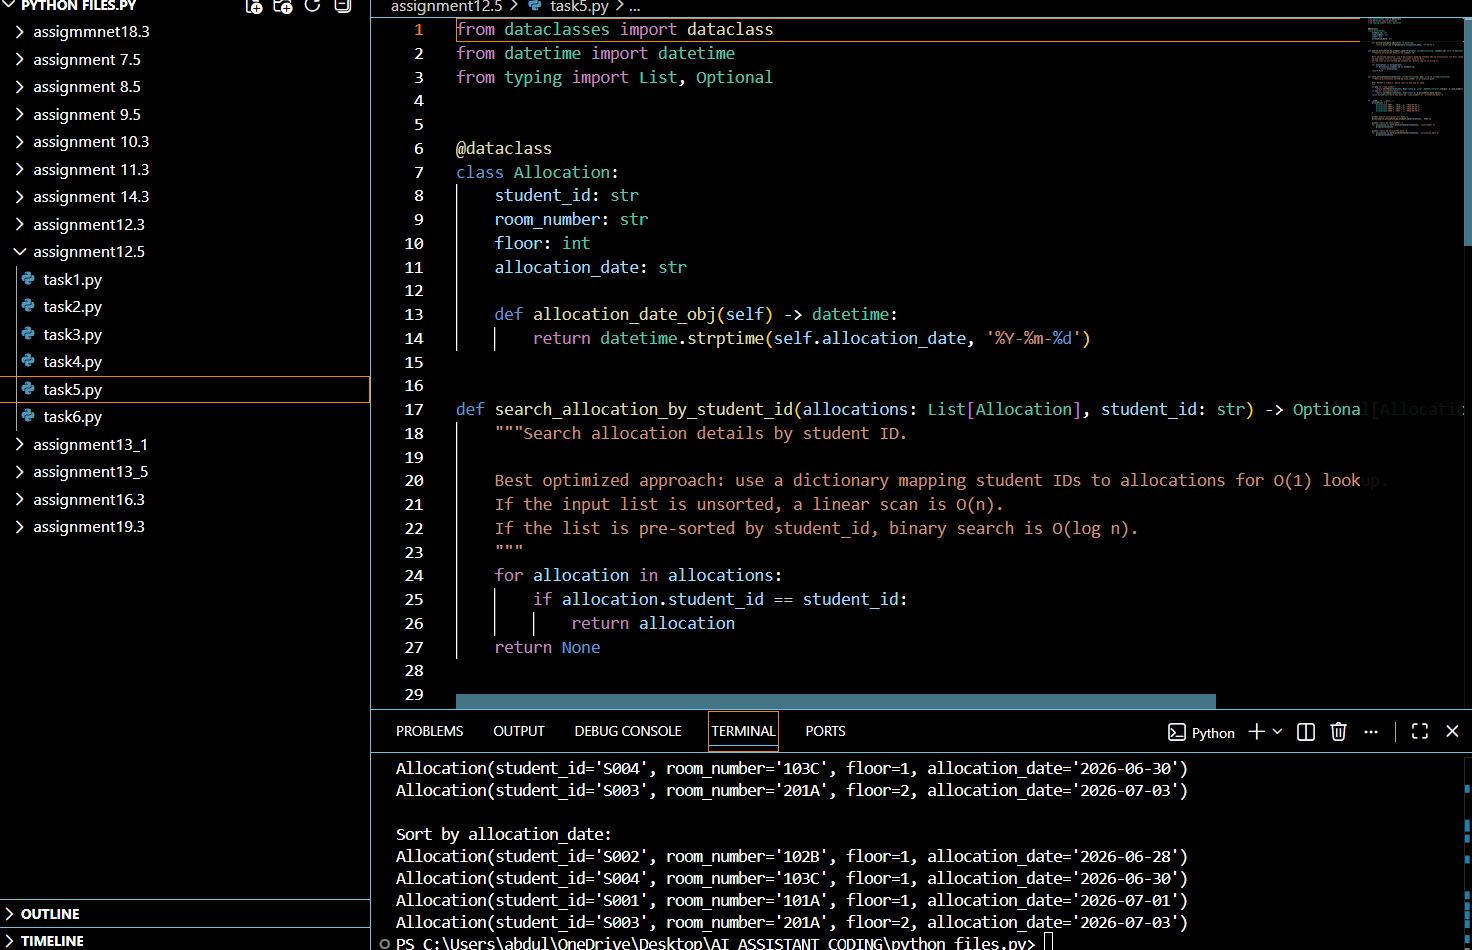 PYTHON FILES.PY
assigmmnet18.3
assignment 7.5
assignment 8.5
assignment 9.5
assignment 10.3
assignment 11.3
assignment 14.3
assignment12.3
assignment12.5
task1.py
task2.py
task3.py
task4.py
task5.py
task6.py
assignment13_1
assignment13_5
assignment16.3
assignment19.3
OUTLINE
TIMELINE
assignment12.5 > task5.py > ...
1 from dataclasses import dataclass
2 from datetime import datetime
3 from typing import List, Optional
4
5
6 @dataclass
7 class Allocation:
8 student_id: str
9 room_number: str
10 floor: int
11 allocation_date: str
12
13 def allocation_date_obj(self) -> datetime:
14 return datetime.strptime(self.allocation_date, '%Y-%m-%d')
15
16
17 def search_allocation_by_student_id(allocations: List[Allocation], student_id: str) -> Optional[Allocatio
18 """Search allocation details by student ID.
19
20 Best optimized approach: use a dictionary mapping student IDs to allocations for O(1) lookup.
21 If the input list is unsorted, a linear scan is O(n).
22 If the list is pre-sorted by student_id, binary search is O(log n).
23 """
24 for allocation in allocations:
25 if allocation.student_id == student_id:
26 return allocation
27 return None
28
29
PROBLEMS OUTPUT DEBUG CONSOLE TERMINAL PORTS Python
Allocation(student_id='S004', room_number='103C', floor=1, allocation_date='2026-06-30')
Allocation(student_id='S003', room_number='201A', floor=2, allocation_date='2026-07-03')
Sort by allocation_date:
Allocation(student_id='S002', room_number='102B', floor=1, allocation_date='2026-06-28')
Allocation(student_id='S004', room_number='103C', floor=1, allocation_date='2026-06-30')
Allocation(student_id='S001', room_number='101A', floor=1, allocation_date='2026-07-01')
Allocation(student_id='S003', room_number='201A', floor=2, allocation_date='2026-07-03')
PS C:\Users\abdul\OneDrive\Desktop\AI ASSISTANT CODING\python files.py>